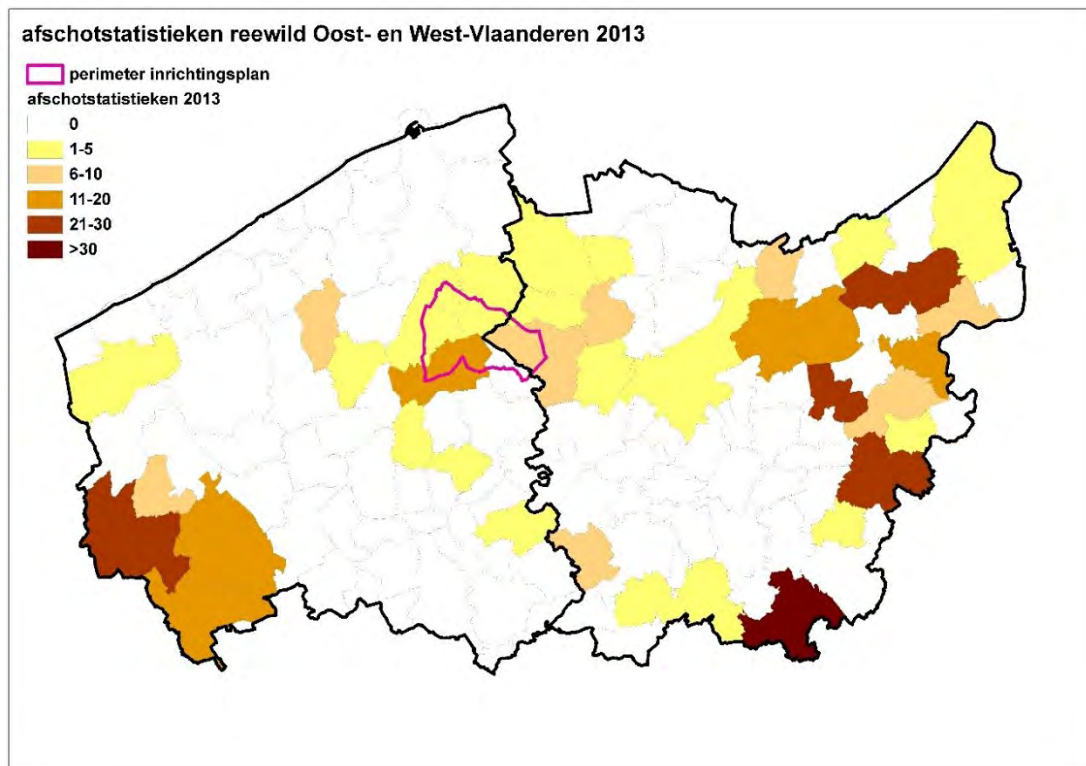 afschotstatistieken reewild Oost- en West-Vlaanderen 2013
perimeter inrichtingsplan
afschotstatistieken 2013
0
1-5
6-10
11-20
21-30
>30